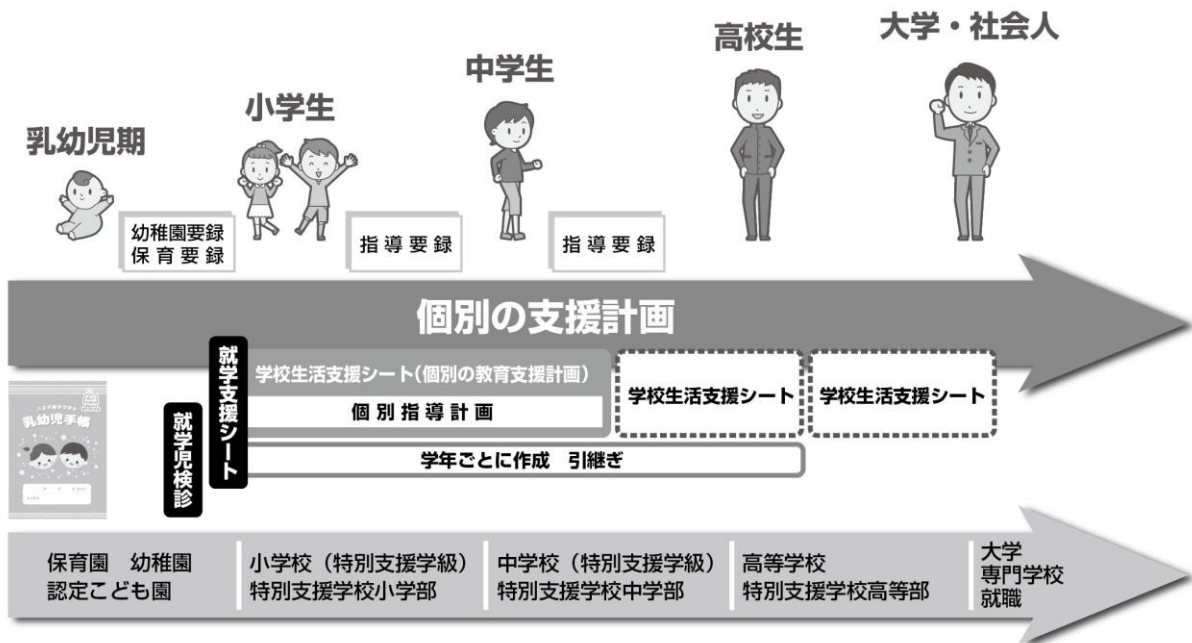 乳幼児期
小学生
中学生
高校生
大学・社会人
幼稚園要録
保育要録
指導要録
指導要録
個別の支援計画
就学支援シート
就学児検診
学校生活支援シート(個別の教育支援計画)
個別指導計画
学校生活支援シート
学校生活支援シート
学年ごとに作成 引継ぎ
乳幼児手帳
保育園 幼稚園
認定こども園
小学校(特別支援学級)
特別支援学校小学部
中学校(特別支援学級)
特別支援学校中学部
高等学校
特別支援学校高等部
大学
専門学校
就職